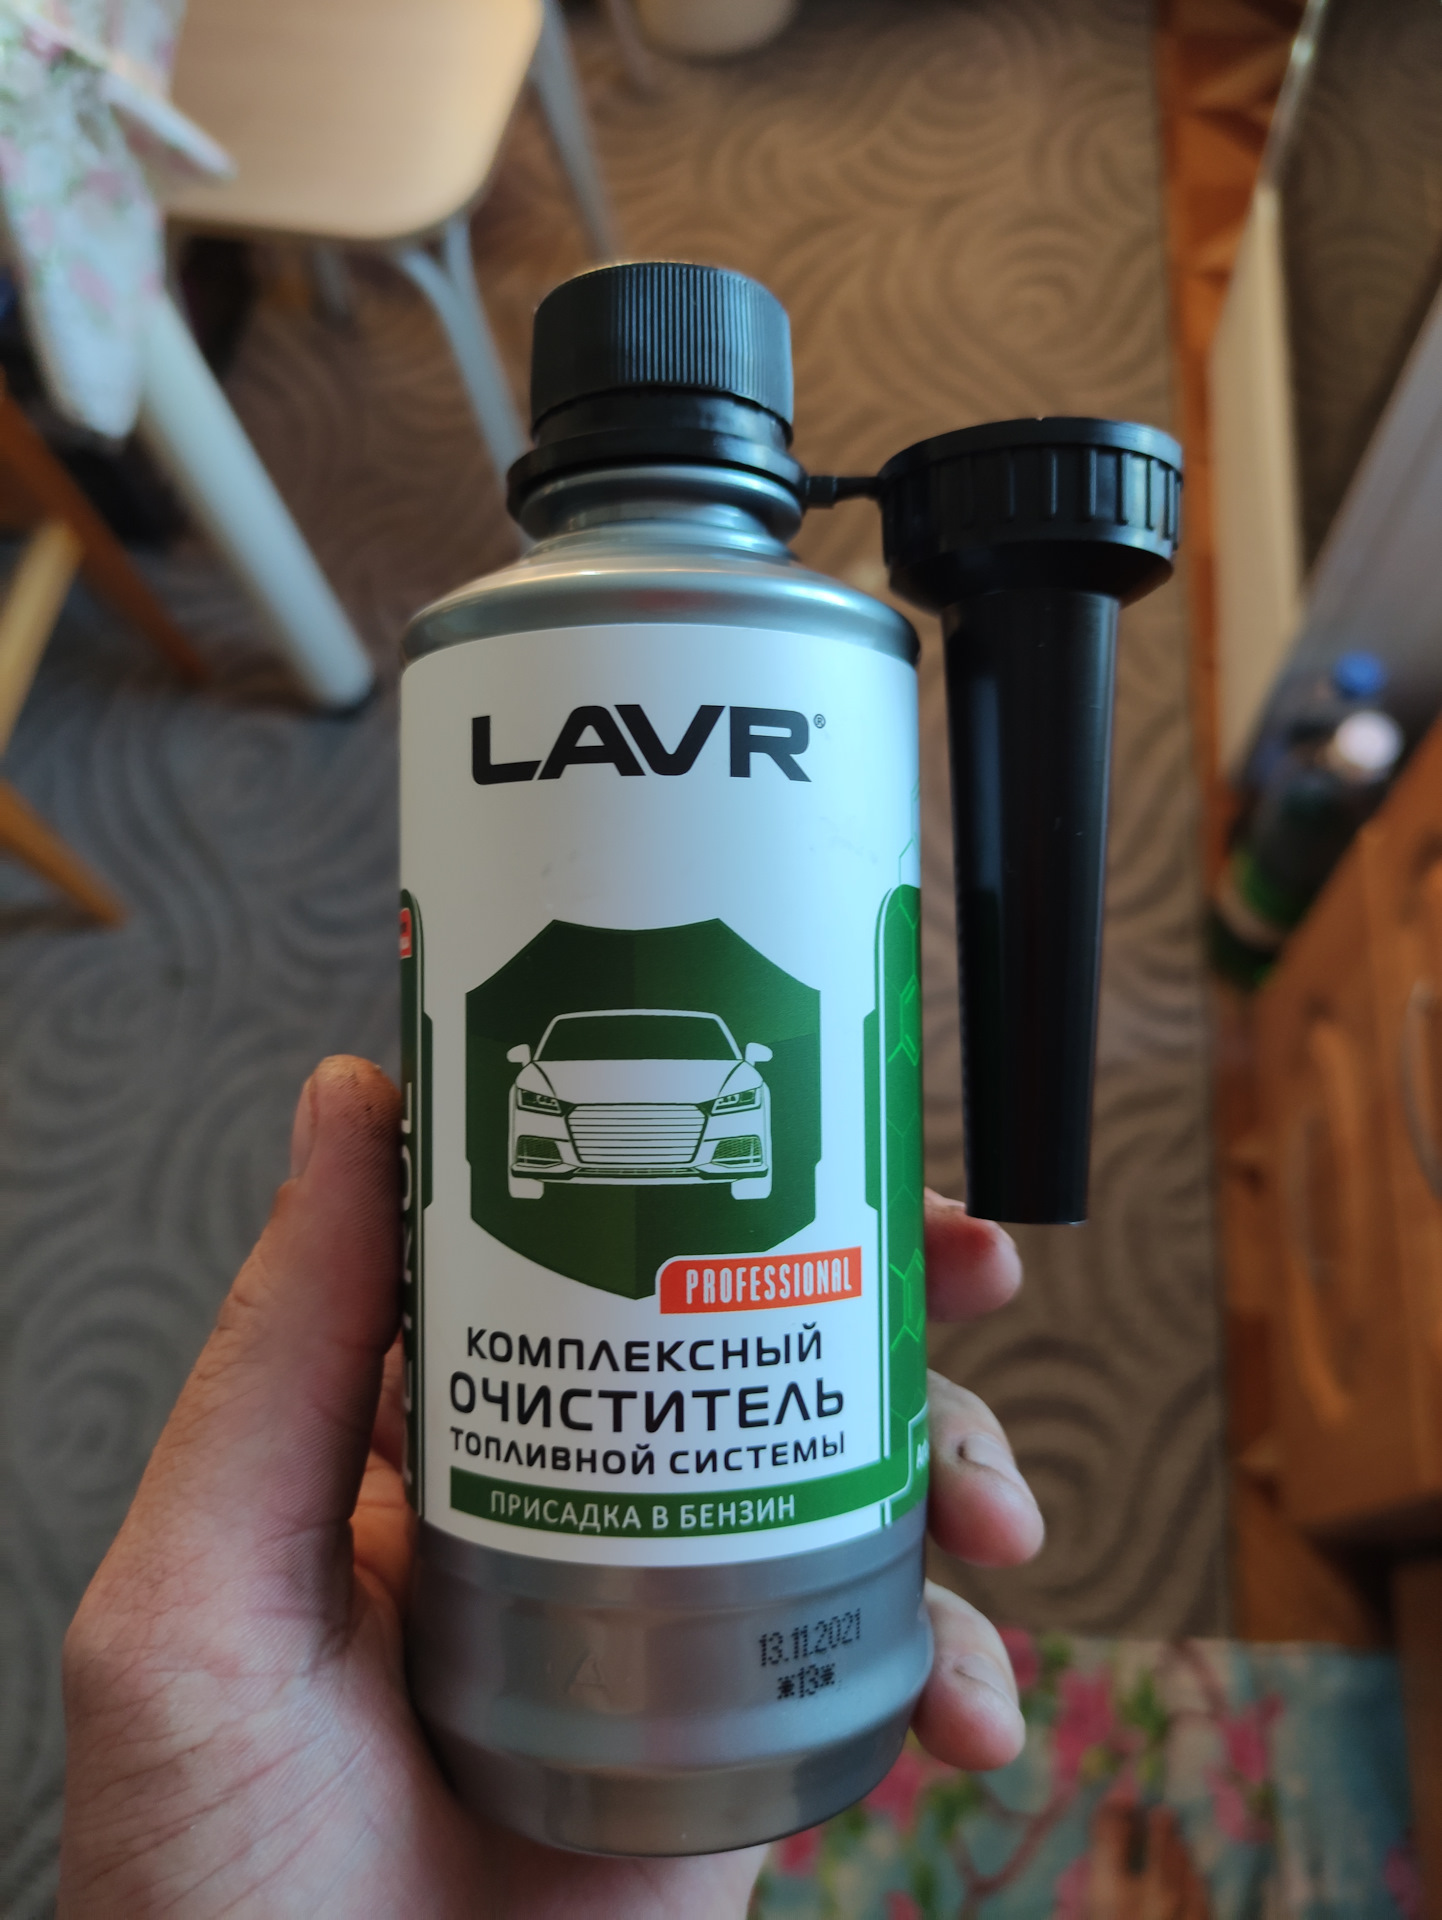 LAVR®
PROFESSIONAL
КОМПЛЕКСНЫЙ
ОЧИСТИТЕЛЬ
ТОПЛИВНОЙ СИСТЕМЫ
ПРИСАДКА В БЕНЗИН
13.11.2021
*13*